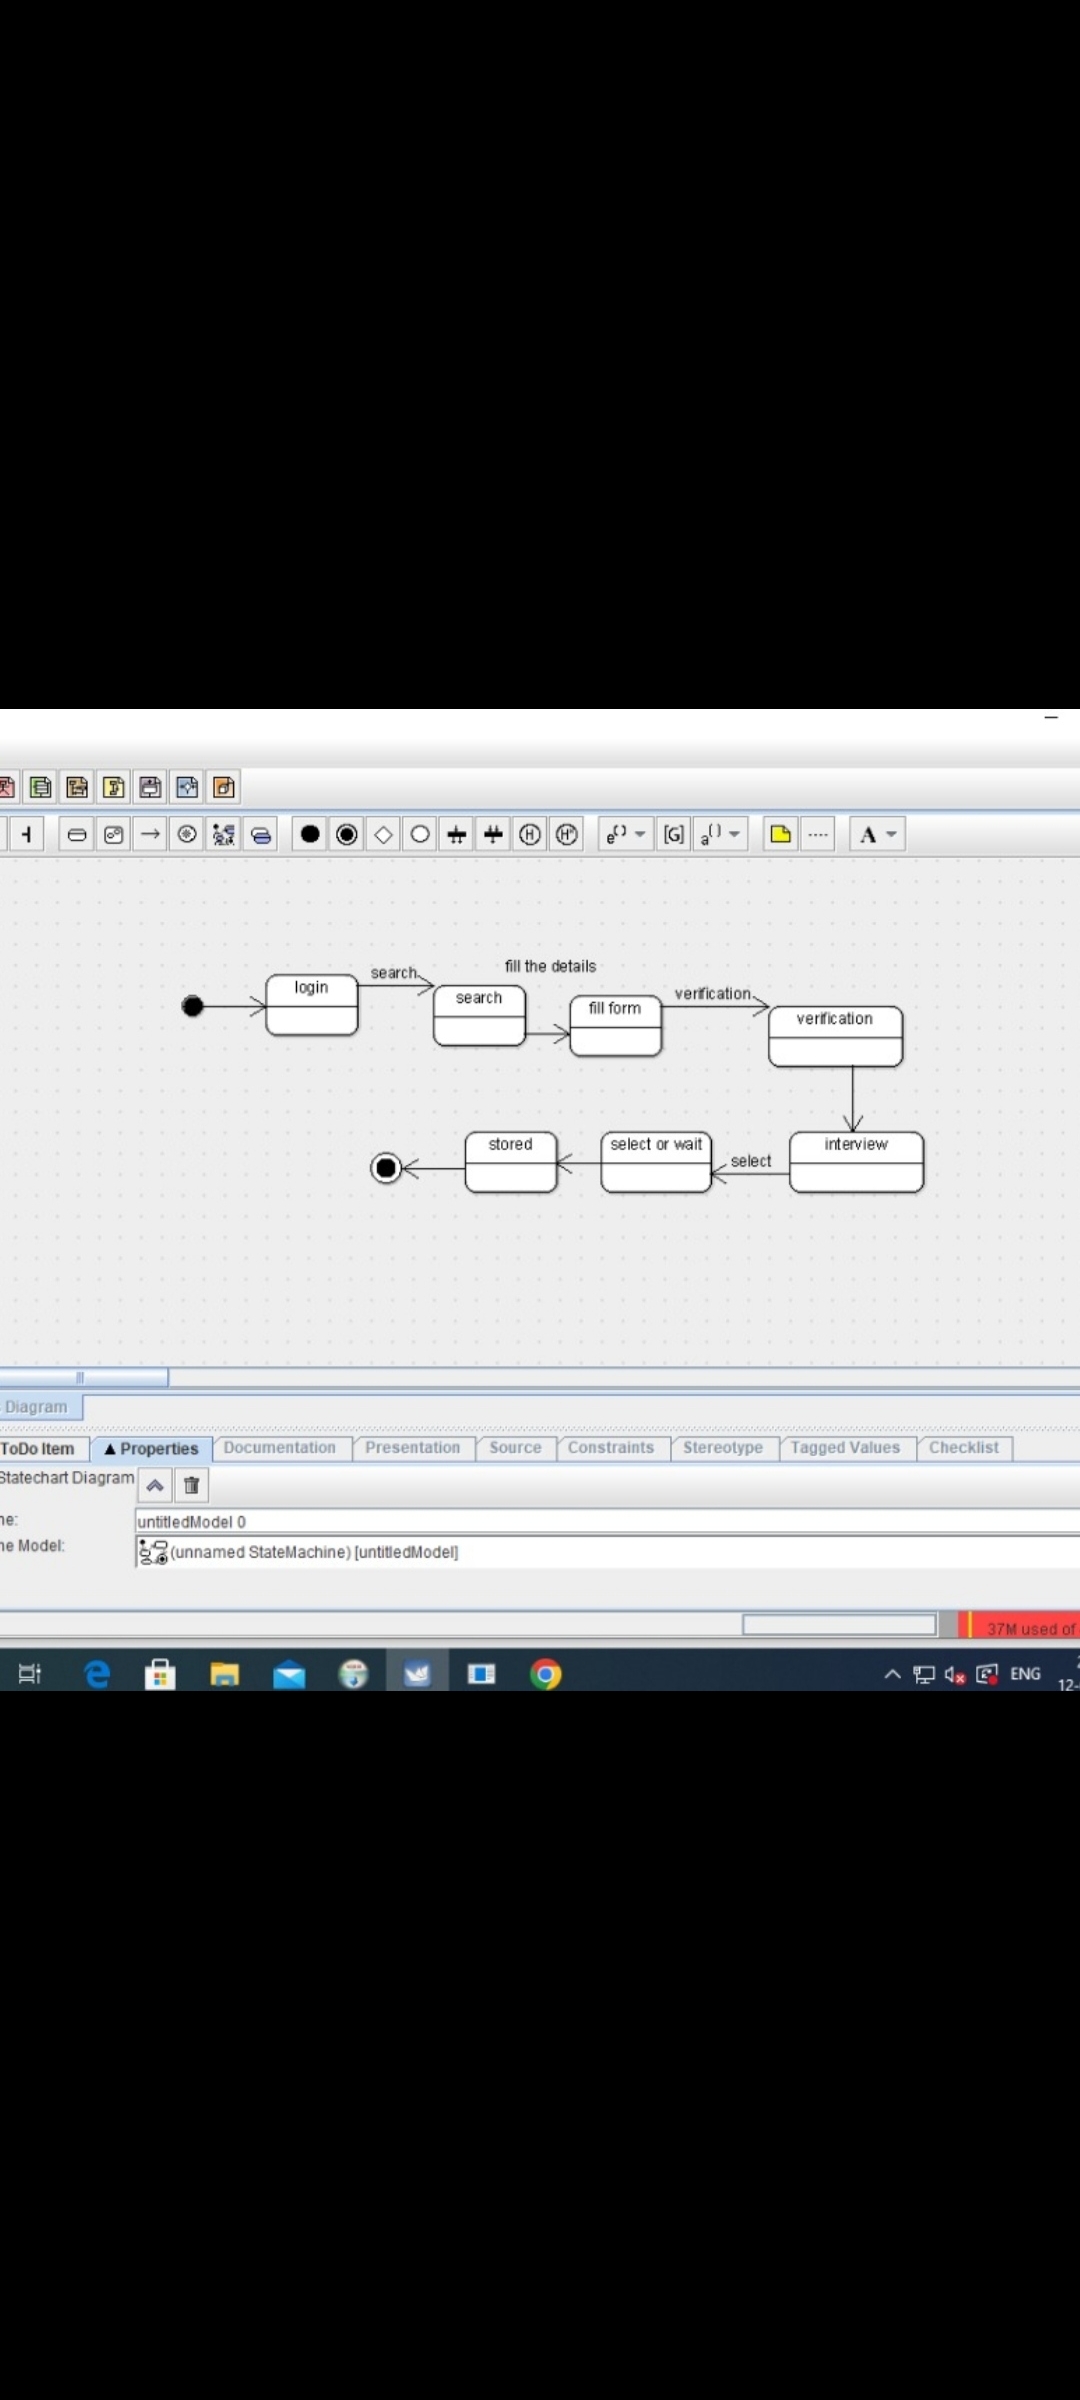 [G]
A
fill the details
search
verification
login
search
fill form
verification
stored
select or wait
select
interview
Diagram
ToDo Item
▲ Properties
Documentation
Presentation
Source
Constraints
Stereotype
Tagged Values
Checklist
Statechart Diagram
ne:
untitledModel 0
ne Model:
(unnamed StateMachine) [untitledModel]
37M used of
ENG
12-